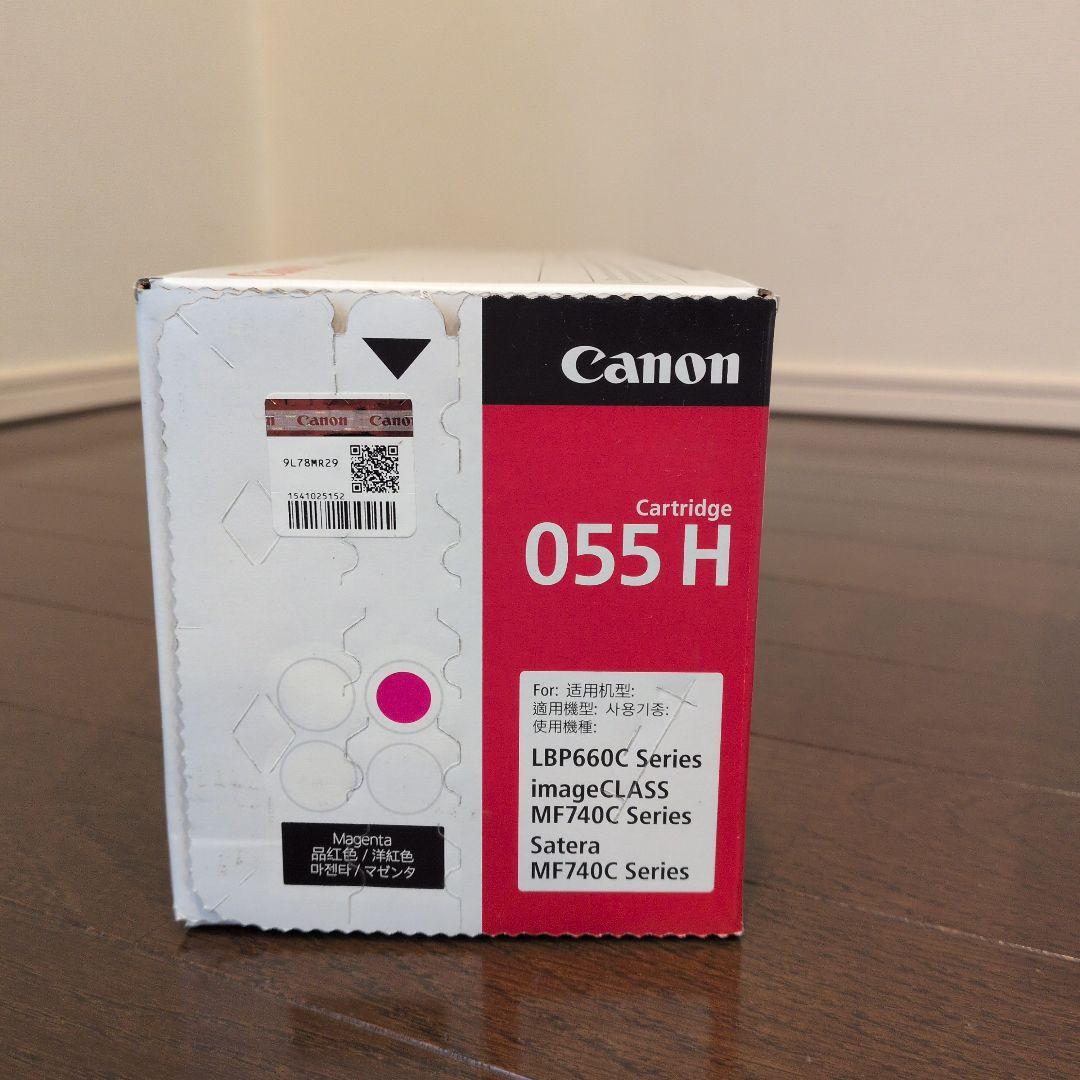 Canon
Canon Cano
9L78MR29
1541025152
Cartridge
055 H
For: 适用机型:
適用機型: 사용기종:
使用機種:
LBP660C Series
imageCLASS
MF740C Series
Satera
MF740C Series
Magenta
品红色 / 洋紅色
마젠타 / マゼンタ